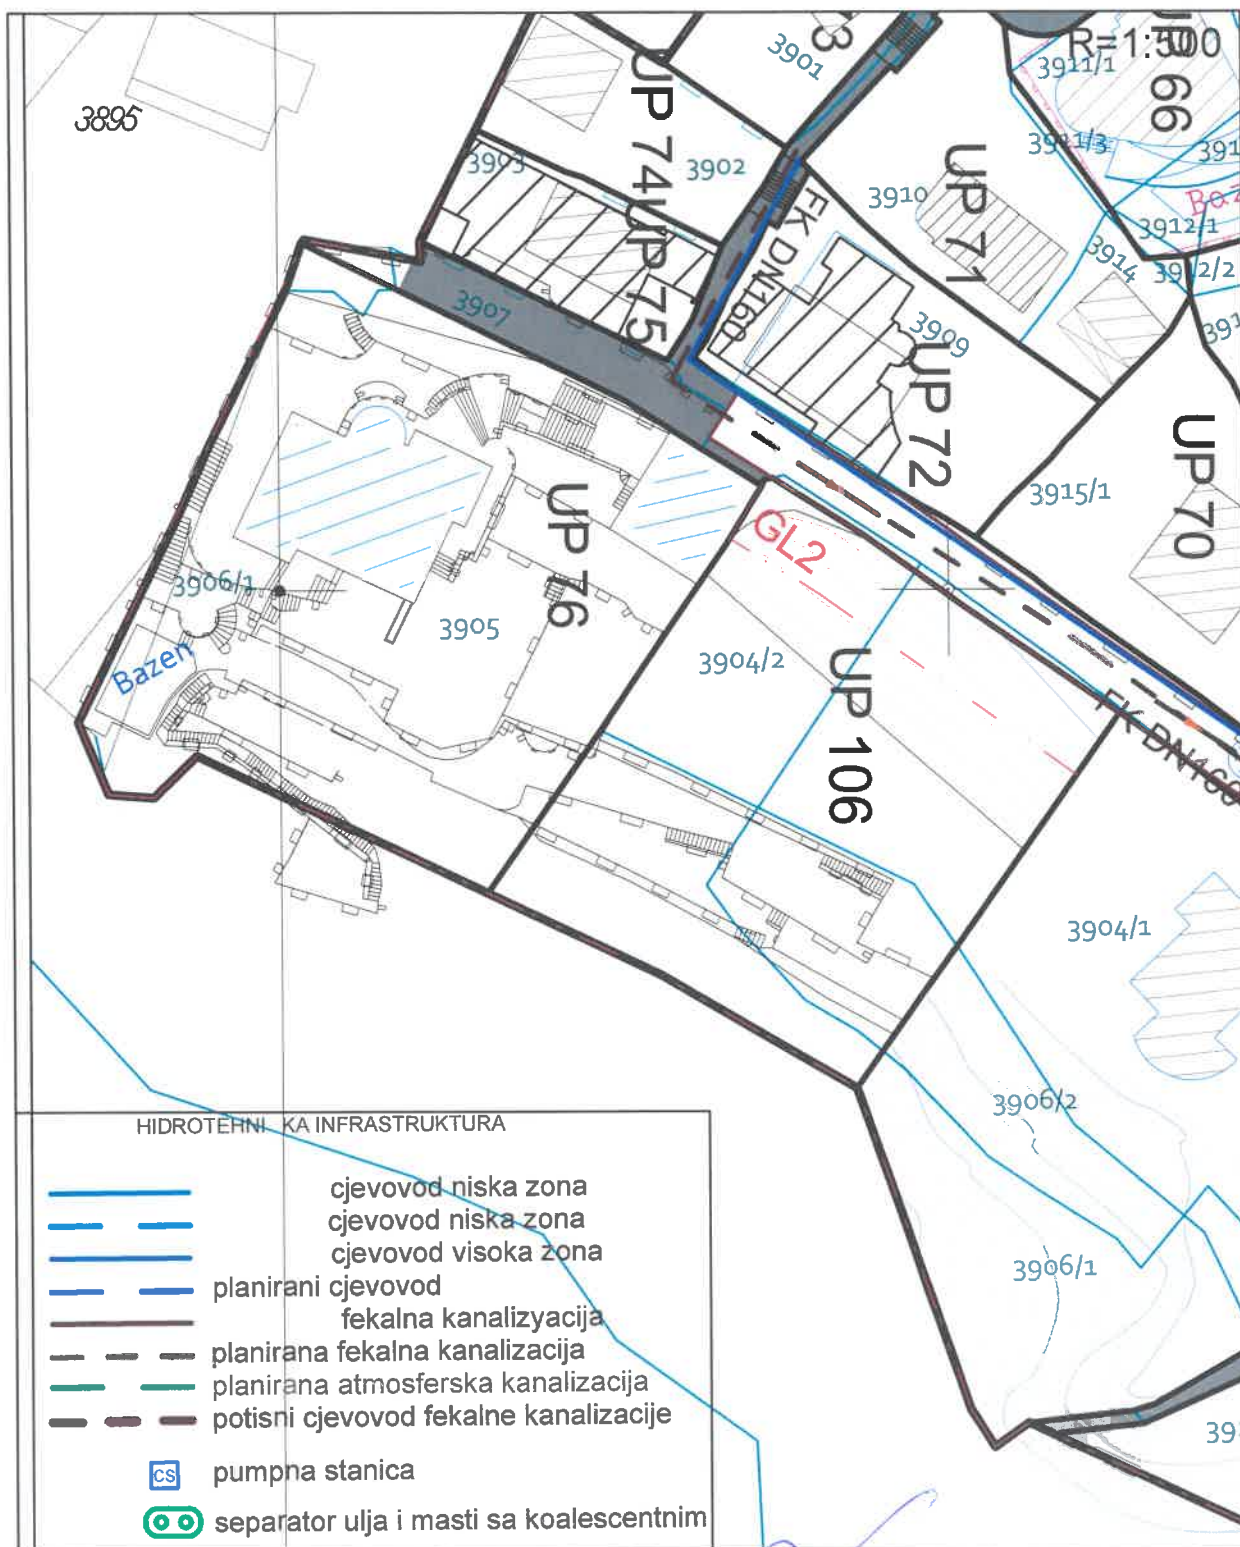 R=1:500
UP 66
3901
3911/1
3895
UP 74
3902
3903
3911/3
391
UP 71
3910
Baz
3912/1
3914
3912/2
391
FK DN160
UP 75
3907
3909
UP 72
UP 70
3915/1
GL2
UP 76
3906/1
3905
3904/2
Bazen
UP 106
FK DN160
3904/1
3906/2
3906/1
39
HIDROTEHNI KA INFRASTRUKTURA
cjevovod niska zona
cjevovod niska zona
cjevovod visoka zona
planirani cjevovod
fekalna kanalizyacija
planirana fekalna kanalizacija
planirana atmosferska kanalizacija
potisni cjevovod fekalne kanalizacije
CS pumpna stanica
separator ulja i masti sa koalescentnim